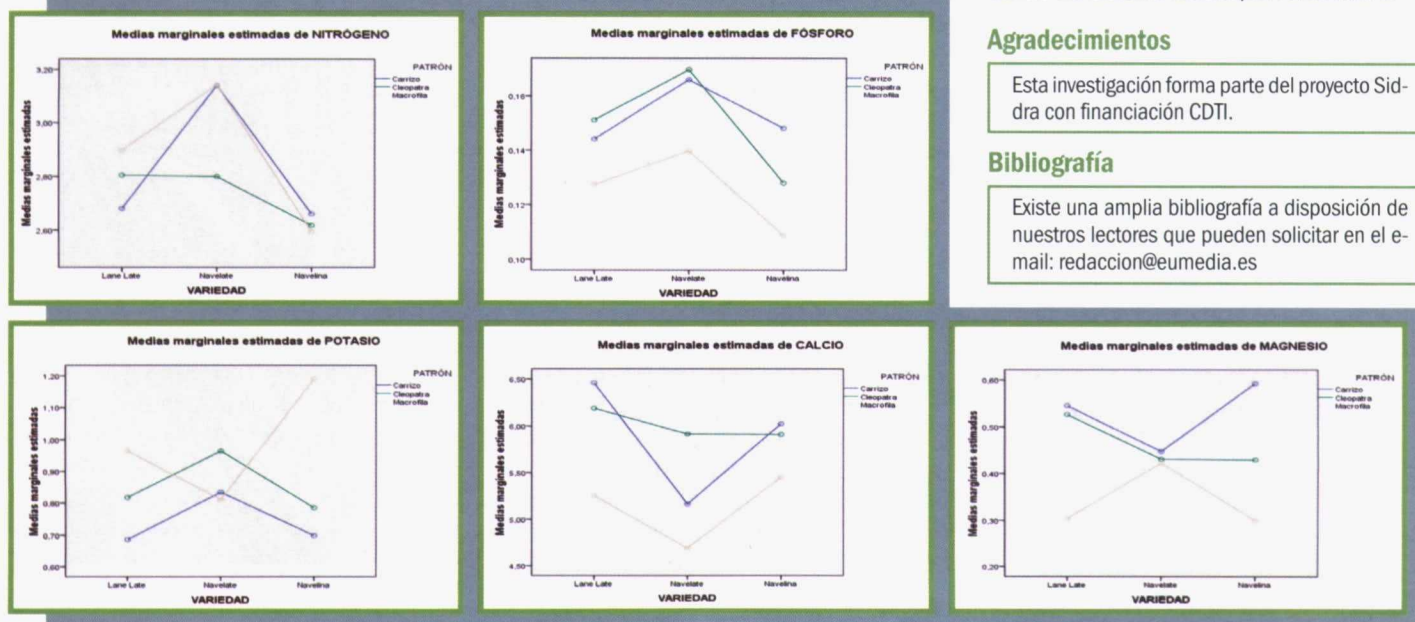 Agradecimientos
Esta investigación forma parte del proyecto Sid-
dra con financiación CDTI.
Bibliografía
Existe una amplia bibliografía a disposición de
nuestros lectores que pueden solicitar en el e-
mail: redaccion@eumedia.es
Medias marginales estimadas de NITRÓGENO
Medias marginales estimadas
3,20
3,00
2,80
2,60
Lane Late
Navelate
Navelina
VARIEDAD
PATRÓN
Carrizo
Cleopatra
Macrofila
Medias marginales estimadas de FÓSFORO
Medias marginales estimadas
0,16
0,14
0,12
0,10
Lane Late
Navelate
Navelina
VARIEDAD
PATRÓN
Carrizo
Cleopatra
Macrofila
Medias marginales estimadas de POTASIO
Medias marginales estimadas
1,20
1,10
1,00
0,90
0,80
0,70
0,60
Lane Late
Navelate
Navelina
VARIEDAD
PATRÓN
Carrizo
Cleopatra
Macrofila
Medias marginales estimadas de CALCIO
Medias marginales estimadas
6,50
6,00
5,50
5,00
4,50
Lane Late
Navelate
Navelina
VARIEDAD
PATRÓN
Carrizo
Cleopatra
Macrofila
Medias marginales estimadas de MAGNESIO
Medias marginales estimadas
0,60
0,50
0,40
0,30
0,20
Lane Late
Navelate
Navelina
VARIEDAD
PATRÓN
Carrizo
Cleopatra
Macrofila